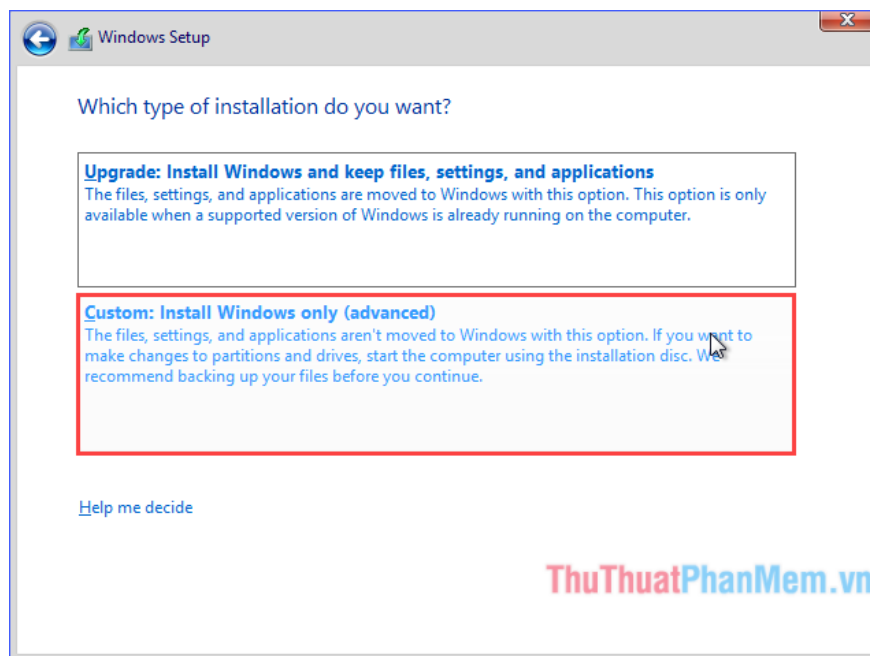 Windows Setup
Which type of installation do you want?
Upgrade: Install Windows and keep files, settings, and applications
The files, settings, and applications are moved to Windows with this option. This option is only
available when a supported version of Windows is already running on the computer.
Custom: Install Windows only (advanced)
The files, settings, and applications aren't moved to Windows with this option. If you want to
make changes to partitions and drives, start the computer using the installation disc. We
recommend backing up your files before you continue.
Help me decide
ThuThuatPhanMem.vn